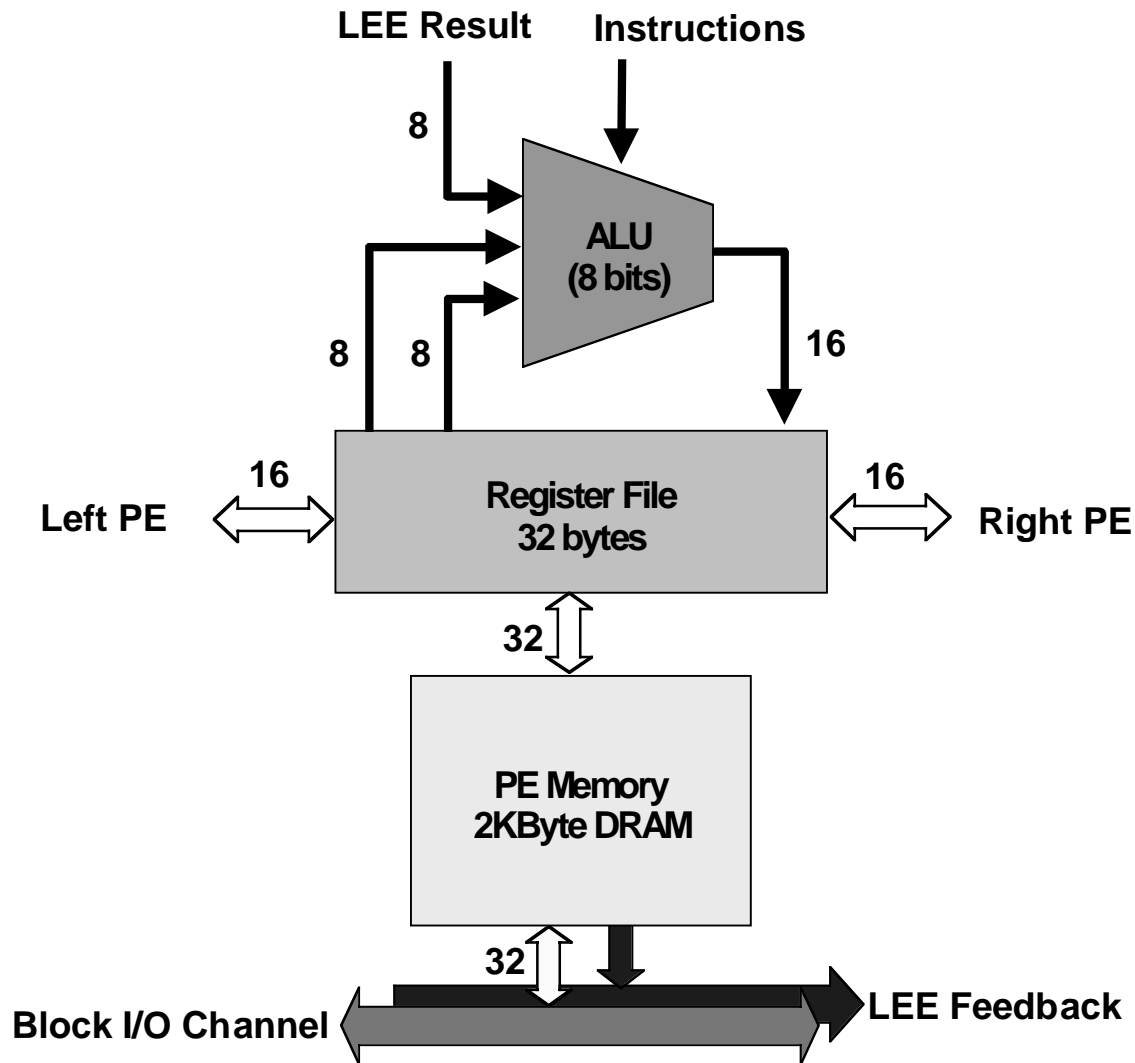 LEE Result
Instructions
8
ALU
(8 bits)
8
8
16
16
Register File
32 bytes
16
Left PE
Right PE
32
PE Memory
2KByte DRAM
32
Block I/O Channel
LEE Feedback